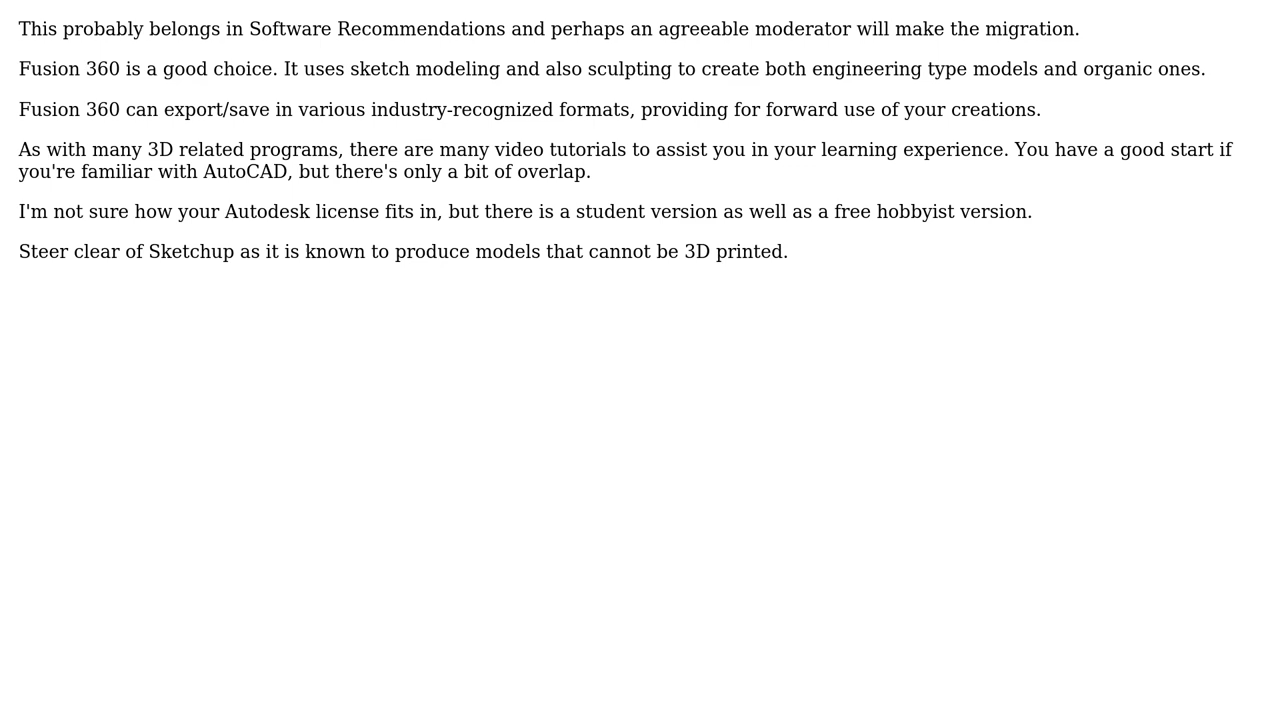 This probably belongs in Software Recommendations and perhaps an agreeable moderator will make the migration.
Fusion 360 is a good choice. It uses sketch modeling and also sculpting to create both engineering type models and organic ones.
Fusion 360 can export/save in various industry-recognized formats, providing for forward use of your creations.
As with many 3D related programs, there are many video tutorials to assist you in your learning experience. You have a good start if
you're familiar with AutoCAD, but there's only a bit of overlap.
I'm not sure how your Autodesk license fits in, but there is a student version as well as a free hobbyist version.
Steer clear of Sketchup as it is known to produce models that cannot be 3D printed.